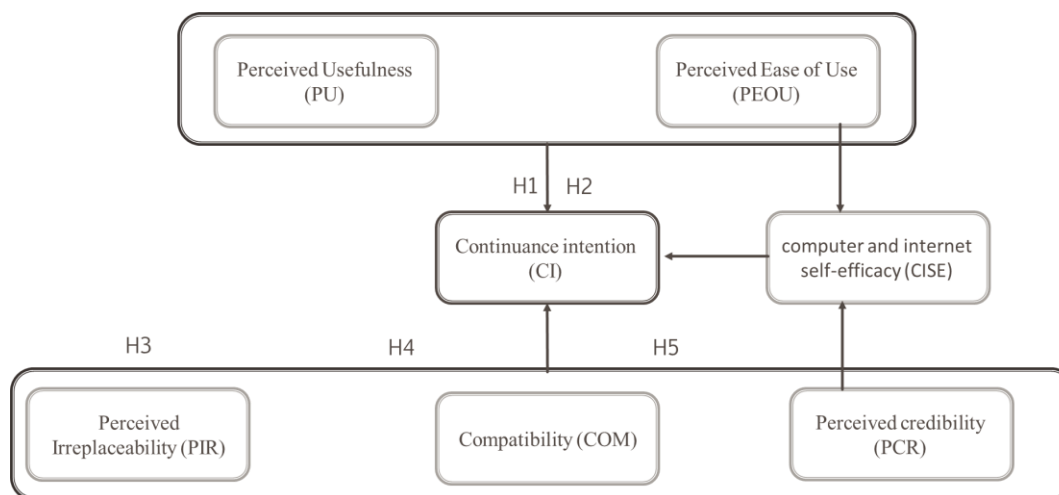 Perceived Usefulness
(PU)
Perceived Ease of Use
(PEOU)
H1
H2
Continuance intention
(CI)
computer and internet
self-efficacy (CISE)
H3
H4
H5
Perceived
Irreplaceability (PIR)
Compatibility (COM)
Perceived credibility
(PCR)